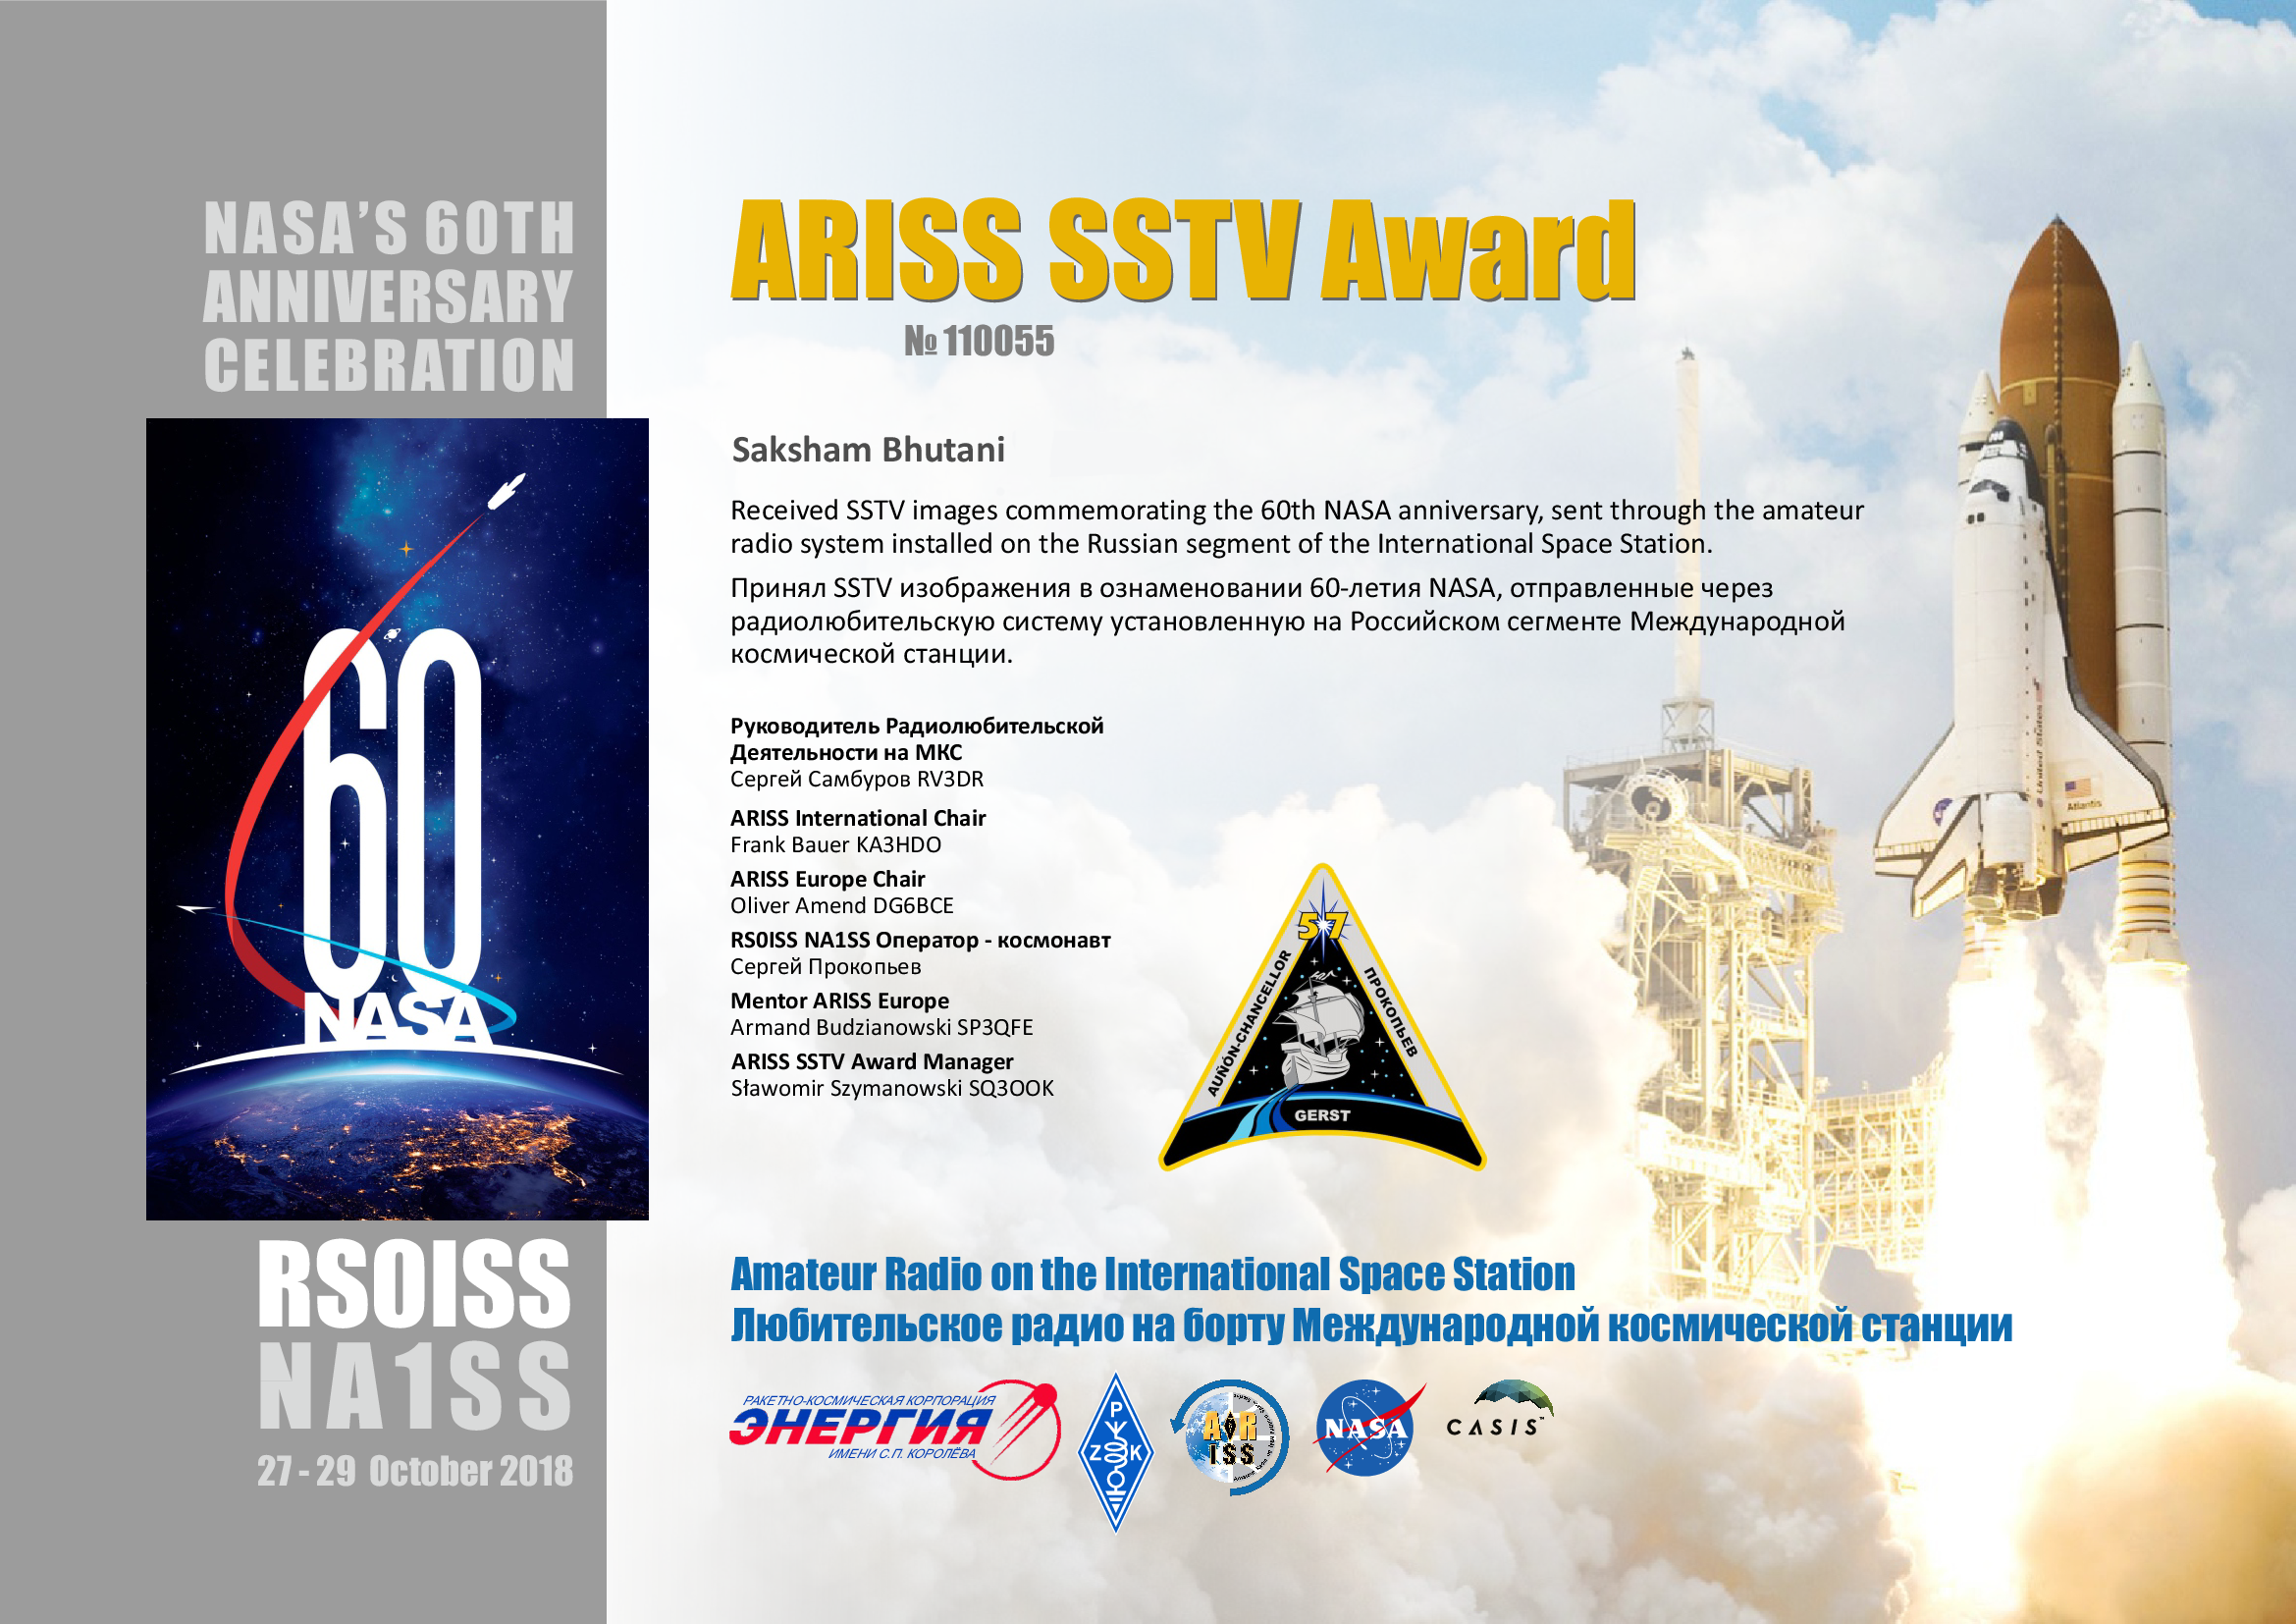 NASA'S 60TH
ANNIVERSARY
CELEBRATION
60
NASA
RS0ISS
NA1SS
27 - 29 October 2018
ARISS SSTV Award
№ 110055
Saksham Bhutani
Received SSTV images commemorating the 60th NASA anniversary, sent through the amateur
radio system installed on the Russian segment of the International Space Station.
Принял SSTV изображения в ознаменовании 60-летия NASA, отправленные через
радиолюбительскую систему установленную на Российском сегменте Международной
космической станции.
Руководитель Радиолюбительской
Деятельности на МКС
Сергей Самбуров RV3DR
ARISS International Chair
Frank Bauer KA3HDO
ARISS Europe Chair
Oliver Amend DG6BCE
RS0ISS NA1SS Оператор - космонавт
Сергей Прокопьев
Mentor ARISS Europe
Armand Budzianowski SP3QFE
ARISS SSTV Award Manager
Sławomir Szymanowski SQ3OOK
57
AUÑÓN-CHANCELLOR
ПРОКОПЬЕВ
GERST
United States
Atlantis
Amateur Radio on the International Space Station
Любительское радио на борту Международной космической станции
РАКЕТНО-КОСМИЧЕСКАЯ КОРПОРАЦИЯ
ЭНЕРГИЯ
ИМЕНИ С.П. КОРОЛЁВА
P
Z K
ARISS
NASA
CASIS™